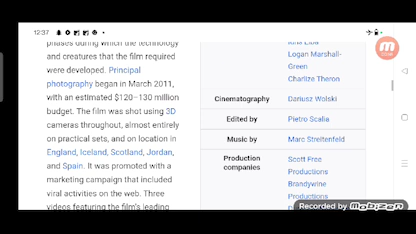 12:37
phases during which the technology
and creatures that the film required
were developed. Principal
photography began in March 2011,
with an estimated $120–130 million
budget. The film was shot using 3D
cameras throughout, almost entirely
on practical sets, and on location in
England, Iceland, Scotland, Jordan,
and Spain. It was promoted with a
marketing campaign that included
viral activities on the web. Three
videos featuring the film's leading
Idris Elba
Logan Marshall-
Green
Charlize Theron
Cinematography Dariusz Wolski
Edited by Pietro Scalia
Music by Marc Streitenfeld
Production
companies
Scott Free
Productions
Brandywine
Productions
Recorded by Mobizen